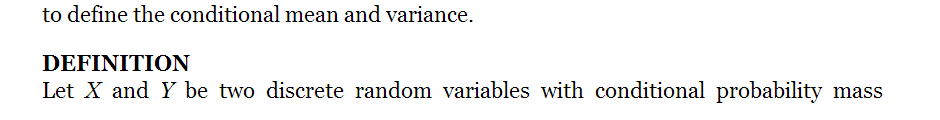 to define the conditional mean and variance.
DEFINITION
Let X and Y be two discrete random variables with conditional probability mass